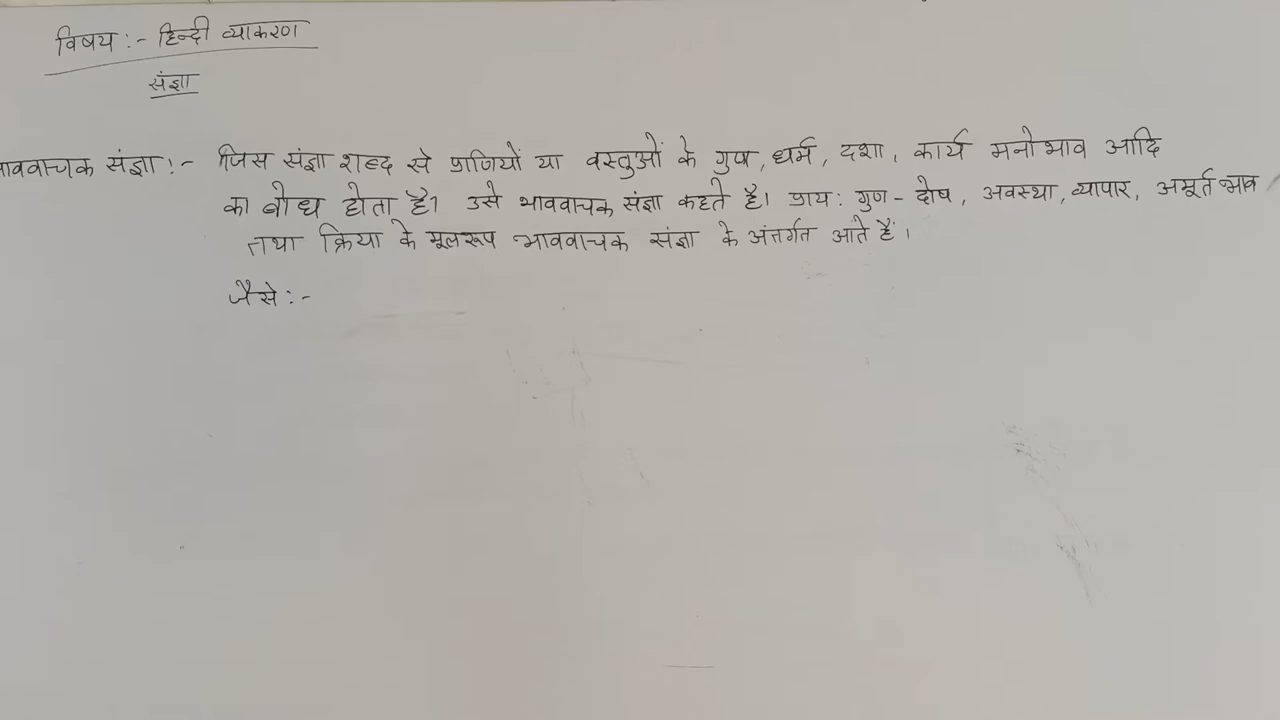 विषय :- हिन्दी व्याकरण
संज्ञा
भाववाचक संज्ञा :- जिस संज्ञा शब्द से प्राणियों या वस्तुओं के गुण, धर्म, दशा, कार्य मनोभाव आदि
का बोध होता है। उसे भाववाचक संज्ञा कहते है। प्राय: गुण - दोष, अवस्था, व्यापार, अमूर्त भाव
तथा क्रिया के मूलरूप भाववाचक संज्ञा के अंतर्गत आते हैं।
जैसे :-